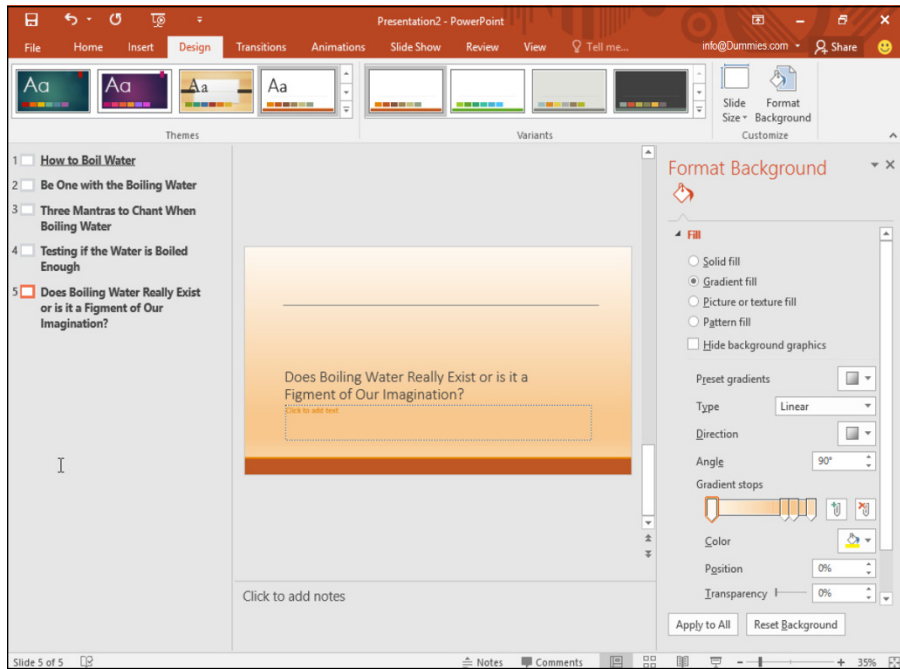 Presentation2 - PowerPoint
File Home Insert Design Transitions Animations Slide Show Review View Tell me... info@Dummies.com Share
Aa Aa Aa Aa
Slide Size Format Background
Themes Variants Customize
1 How to Boil Water
2 Be One with the Boiling Water
3 Three Mantras to Chant When
Boiling Water
4 Testing if the Water is Boiled
Enough
5 Does Boiling Water Really Exist
or is it a Figment of Our
Imagination?
Does Boiling Water Really Exist or is it a
Figment of Our Imagination?
Click to add text
Click to add notes
Format Background
Fill
Solid fill
Gradient fill
Picture or texture fill
Pattern fill
Hide background graphics
Preset gradients
Type Linear
Direction
Angle 90°
Gradient stops
Color
Position 0%
Transparency 0%
Apply to All Reset Background
Slide 5 of 5 Notes Comments 35%